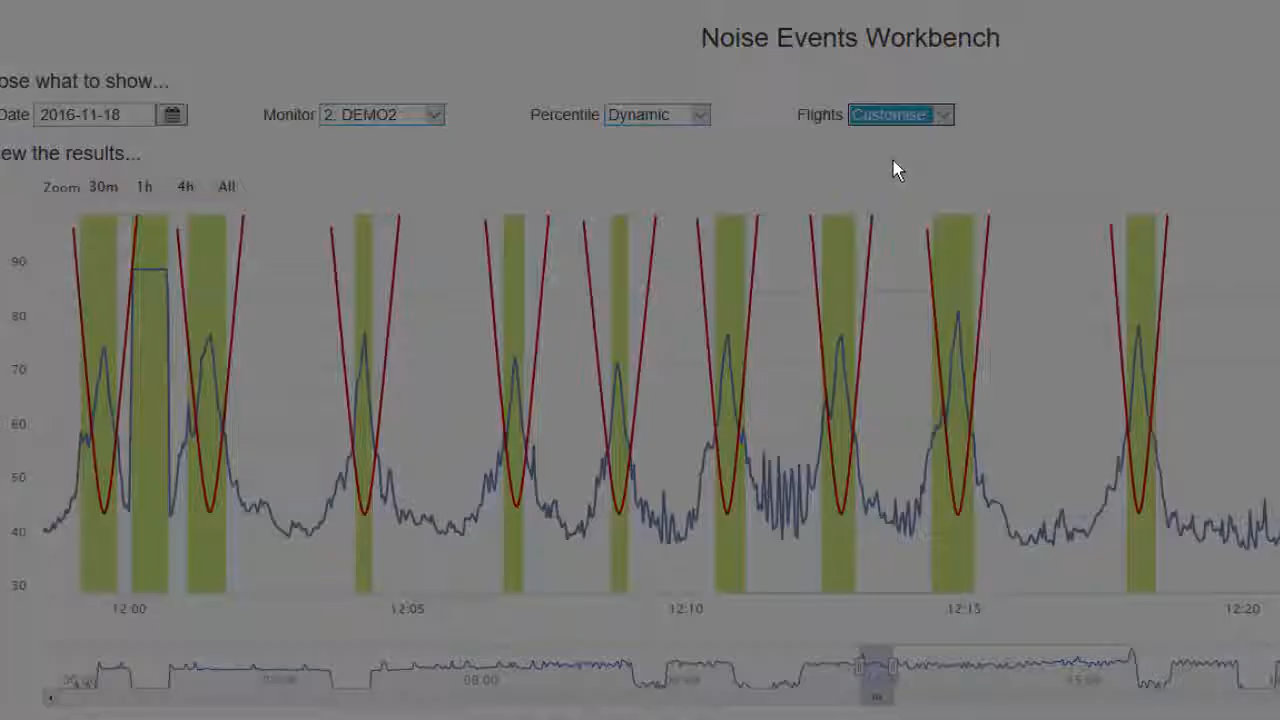 Noise Events Workbench
ose what to show...
Date 2016-11-18 Monitor 2: DEMO2 Percentile Dynamic Flights Customise
ew the results...
Zoom 30m 1h 4h All
90
80
70
60
50
40
30
12:00 12:05 12:10 12:15 12:20
08:00